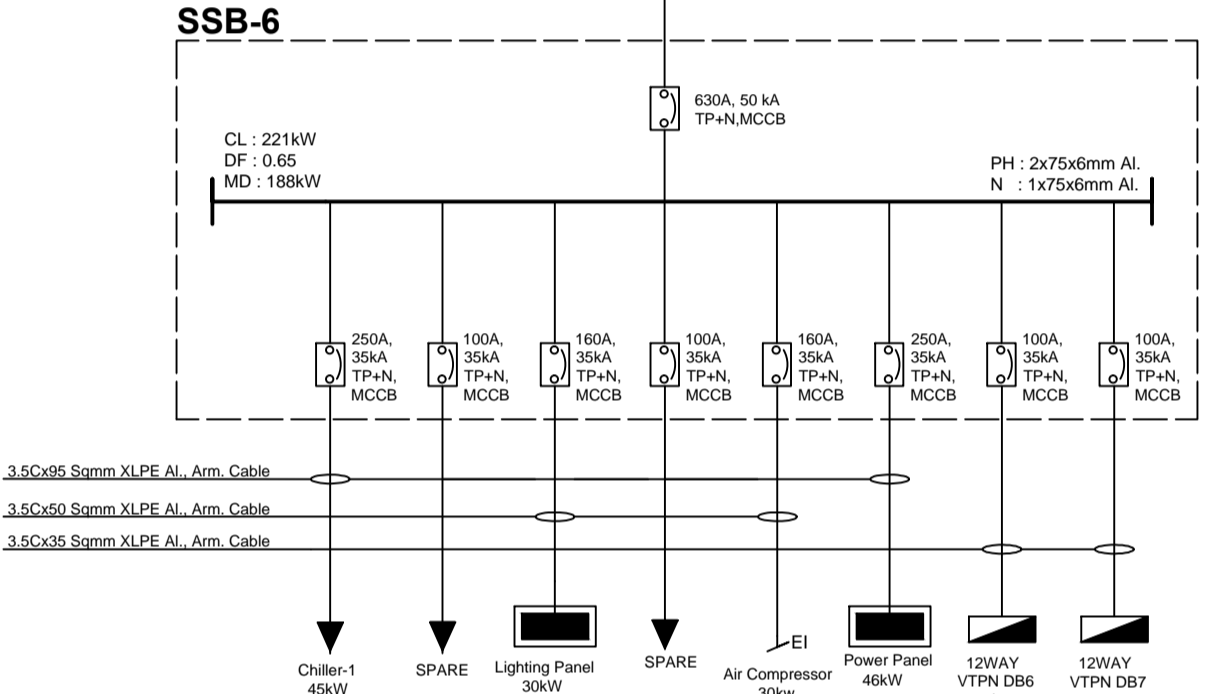 SSB-6
630A, 50 kA
TP+N,MCCB
CL : 221kW
DF : 0.65
MD : 188kW
PH : 2x75x6mm Al.
N : 1x75x6mm Al.
250A,
35kA
TP+N,
MCCB
100A,
35kA
TP+N,
MCCB
160A,
35kA
TP+N,
MCCB
100A,
35kA
TP+N,
MCCB
160A,
35kA
TP+N,
MCCB
250A,
35kA
TP+N,
MCCB
100A,
35kA
TP+N,
MCCB
100A,
35kA
TP+N,
MCCB
3.5Cx95 Sqmm XLPE Al., Arm. Cable
3.5Cx50 Sqmm XLPE Al., Arm. Cable
3.5Cx35 Sqmm XLPE Al., Arm. Cable
Chiller-1
45kW
SPARE
Lighting Panel
30kW
SPARE
EI
Air Compressor
30kw
Power Panel
46kW
12WAY
VTPN DB6
12WAY
VTPN DB7